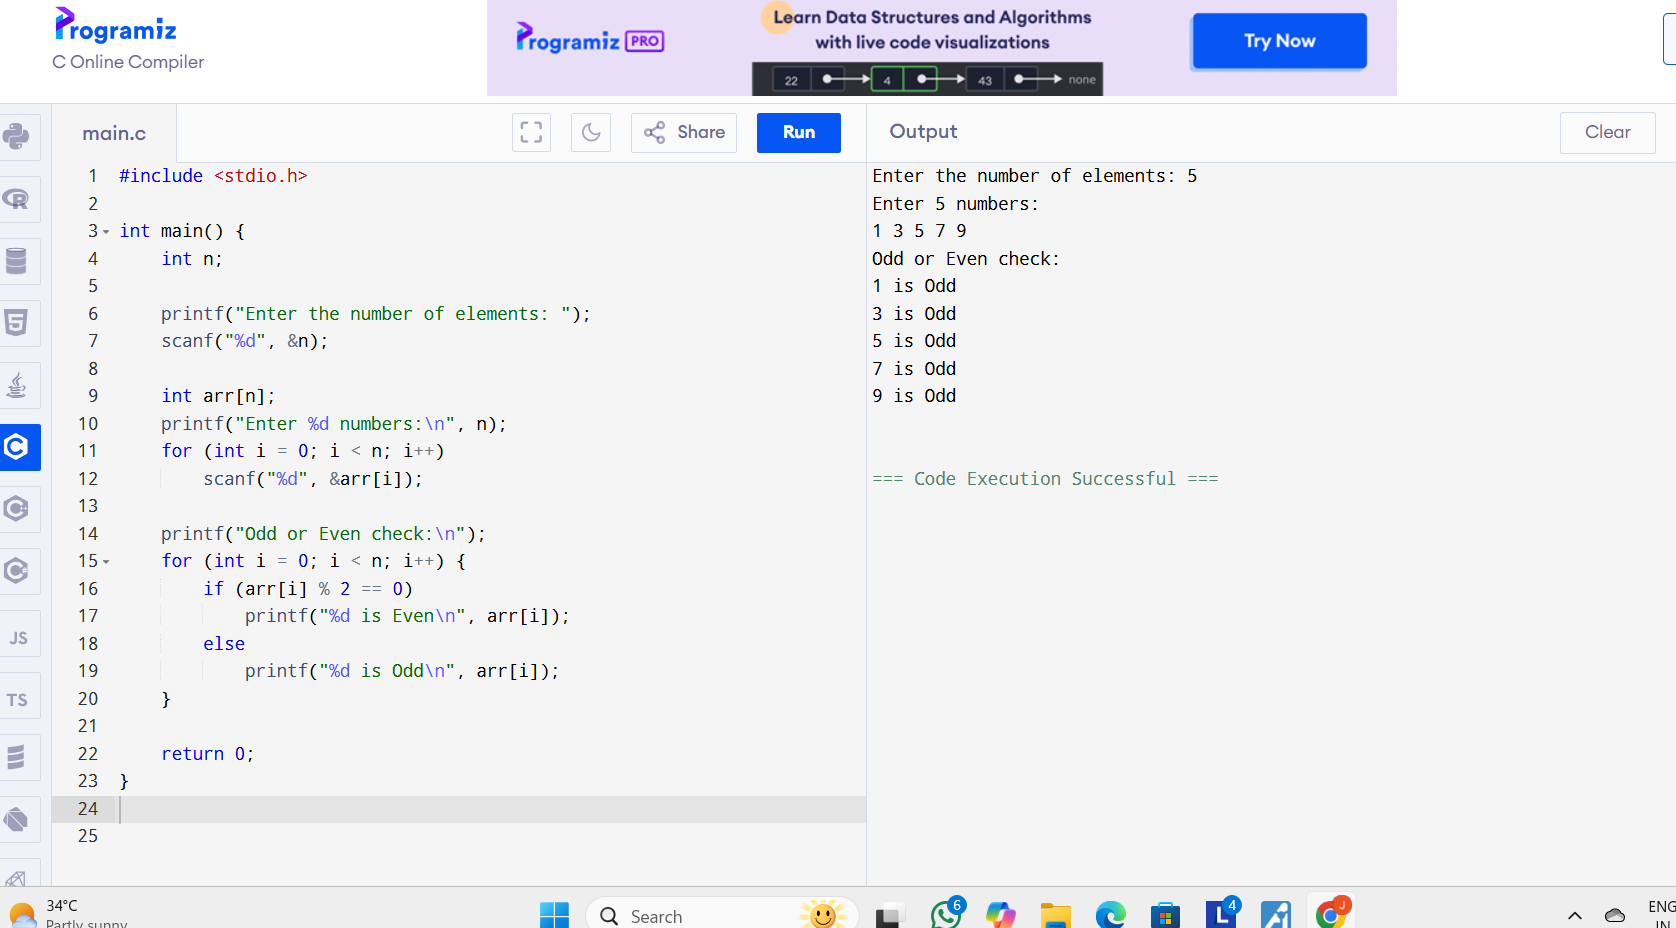 Programiz
C Online Compiler
Programiz PRO
Learn Data Structures and Algorithms
with live code visualizations
22 4 43 none
Try Now
main.c
Share
Run
Output
Clear
1 #include <stdio.h>
2
3 int main() {
4     int n;
5
6     printf("Enter the number of elements: ");
7     scanf("%d", &n);
8
9     int arr[n];
10     printf("Enter %d numbers:\n", n);
11     for (int i = 0; i < n; i++)
12         scanf("%d", &arr[i]);
13
14     printf("Odd or Even check:\n");
15     for (int i = 0; i < n; i++) {
16         if (arr[i] % 2 == 0)
17             printf("%d is Even\n", arr[i]);
18         else
19             printf("%d is Odd\n", arr[i]);
20     }
21
22     return 0;
23 }
24
25
Enter the number of elements: 5
Enter 5 numbers:
1 3 5 7 9
Odd or Even check:
1 is Odd
3 is Odd
5 is Odd
7 is Odd
9 is Odd
=== Code Execution Successful ===
JS
TS
34°C
Partly sunny
Search
6
L 4
J
ENG
IN